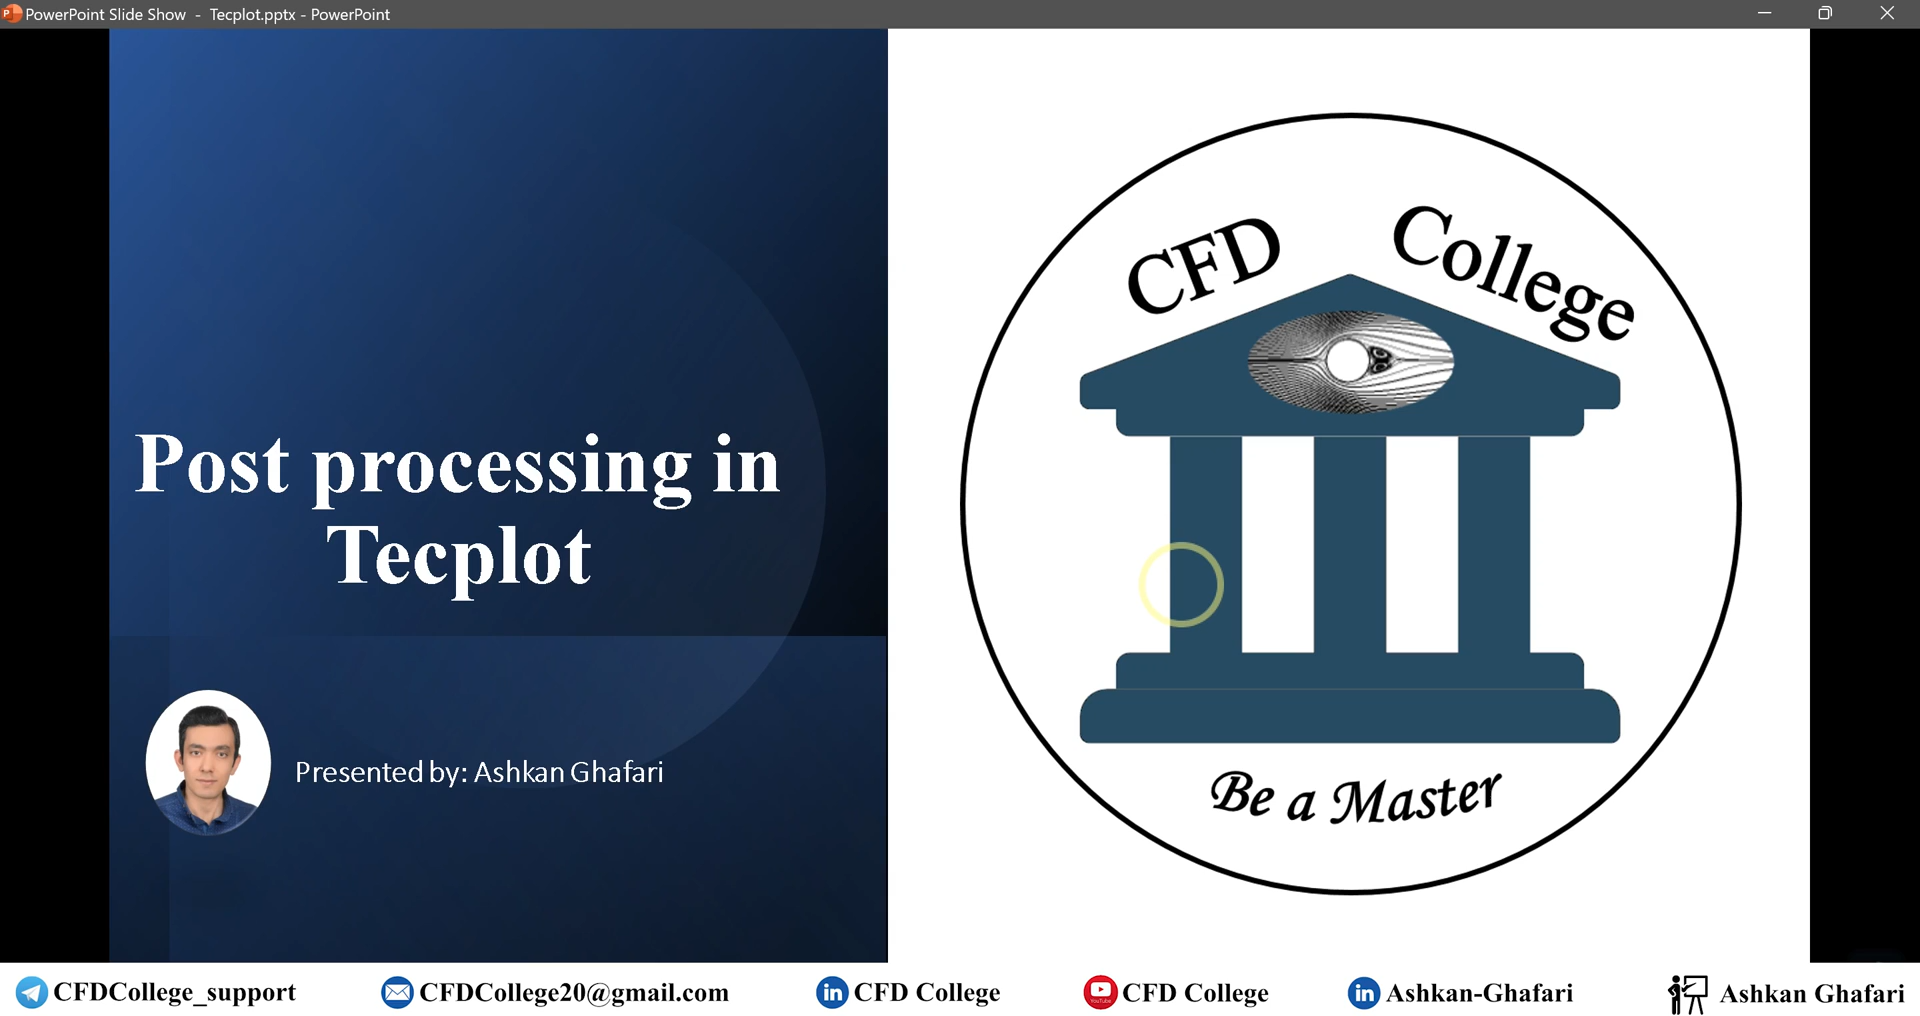 PowerPoint Slide Show - Tecplot.pptx - PowerPoint
CFD College
Post processing in
Tecplot
Presented by: Ashkan Ghafari
Be a Master
CFDCollege_support
CFDCollege20@gmail.com
CFD College
YouTube
CFD College
Ashkan-Ghafari
Ashkan Ghafari